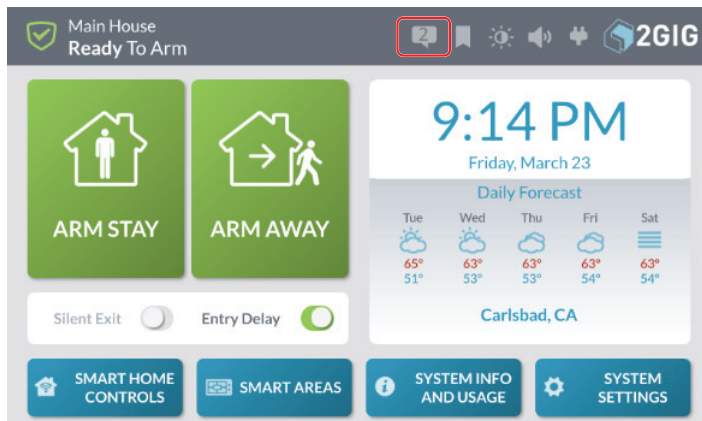 Main House
Ready To Arm
2
2GIG
ARM STAY
ARM AWAY
Silent Exit
Entry Delay
9:14 PM
Friday, March 23
Daily Forecast
Tue Wed Thu Fri Sat
65° 63° 63° 63° 63°
51° 53° 53° 54° 54°
Carlsbad, CA
SMART HOME
CONTROLS
SMART AREAS
SYSTEM INFO
AND USAGE
SYSTEM
SETTINGS